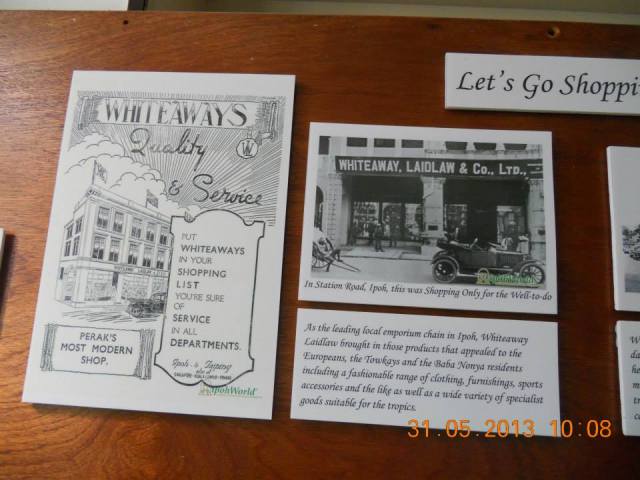 WHITEAWAYS
Quality
& Service
PUT
WHITEAWAYS
IN YOUR
SHOPPING
LIST
YOU'RE SURE
OF
SERVICE
IN ALL
DEPARTMENTS.
PERAK'S
MOST MODERN
SHOP.
Ipoh & Taiping
IpohWorld
Let's Go Shoppi
WHITEAWAY, LAIDLAW & Co., LTD.,
In Station Road, Ipoh, this was Shopping Only for the Well-to-do
As the leading local emporium chain in Ipoh, Whiteaway
Laidlaw brought in those products that appealed to the
Europeans, the Towkays and the Baba Nonya residents
including a fashionable range of clothing, furnishings, sports
accessories and the like as well as a wide variety of specialist
goods suitable for the tropics.
31.05.2013 10:08